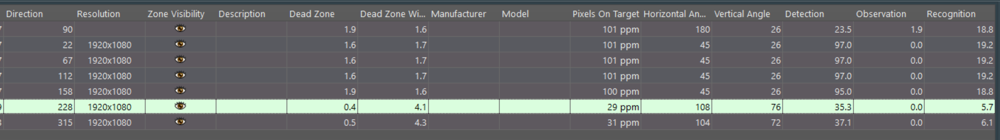 Direction Resolution Zone Visibility Description Dead Zone Dead Zone Wi... Manufacturer Model Pixels On Target Horizontal An... Vertical Angle Detection Observation Recognition
90 1.9 1.6 101 ppm 180 26 23.5 1.9 18.8
22 1920x1080 1.6 1.7 101 ppm 45 26 97.0 0.0 19.2
67 1920x1080 1.6 1.7 101 ppm 45 26 97.0 0.0 19.2
112 1920x1080 1.6 1.7 101 ppm 45 26 97.0 0.0 19.2
158 1920x1080 1.9 1.6 100 ppm 45 26 95.0 0.0 18.8
228 1920x1080 0.4 4.1 29 ppm 108 76 35.3 0.0 5.7
315 1920x1080 0.5 4.3 31 ppm 104 72 37.1 0.0 6.1